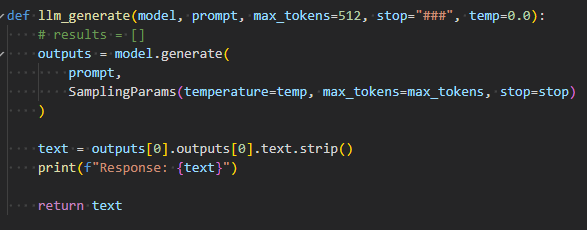 def llm_generate(model, prompt, max_tokens=512, stop="###", temp=0.0):
    # results = []
    outputs = model.generate(
        prompt,
        SamplingParams(temperature=temp, max_tokens=max_tokens, stop=stop)
    )

    text = outputs[0].outputs[0].text.strip()
    print(f"Response: {text}")

    return text